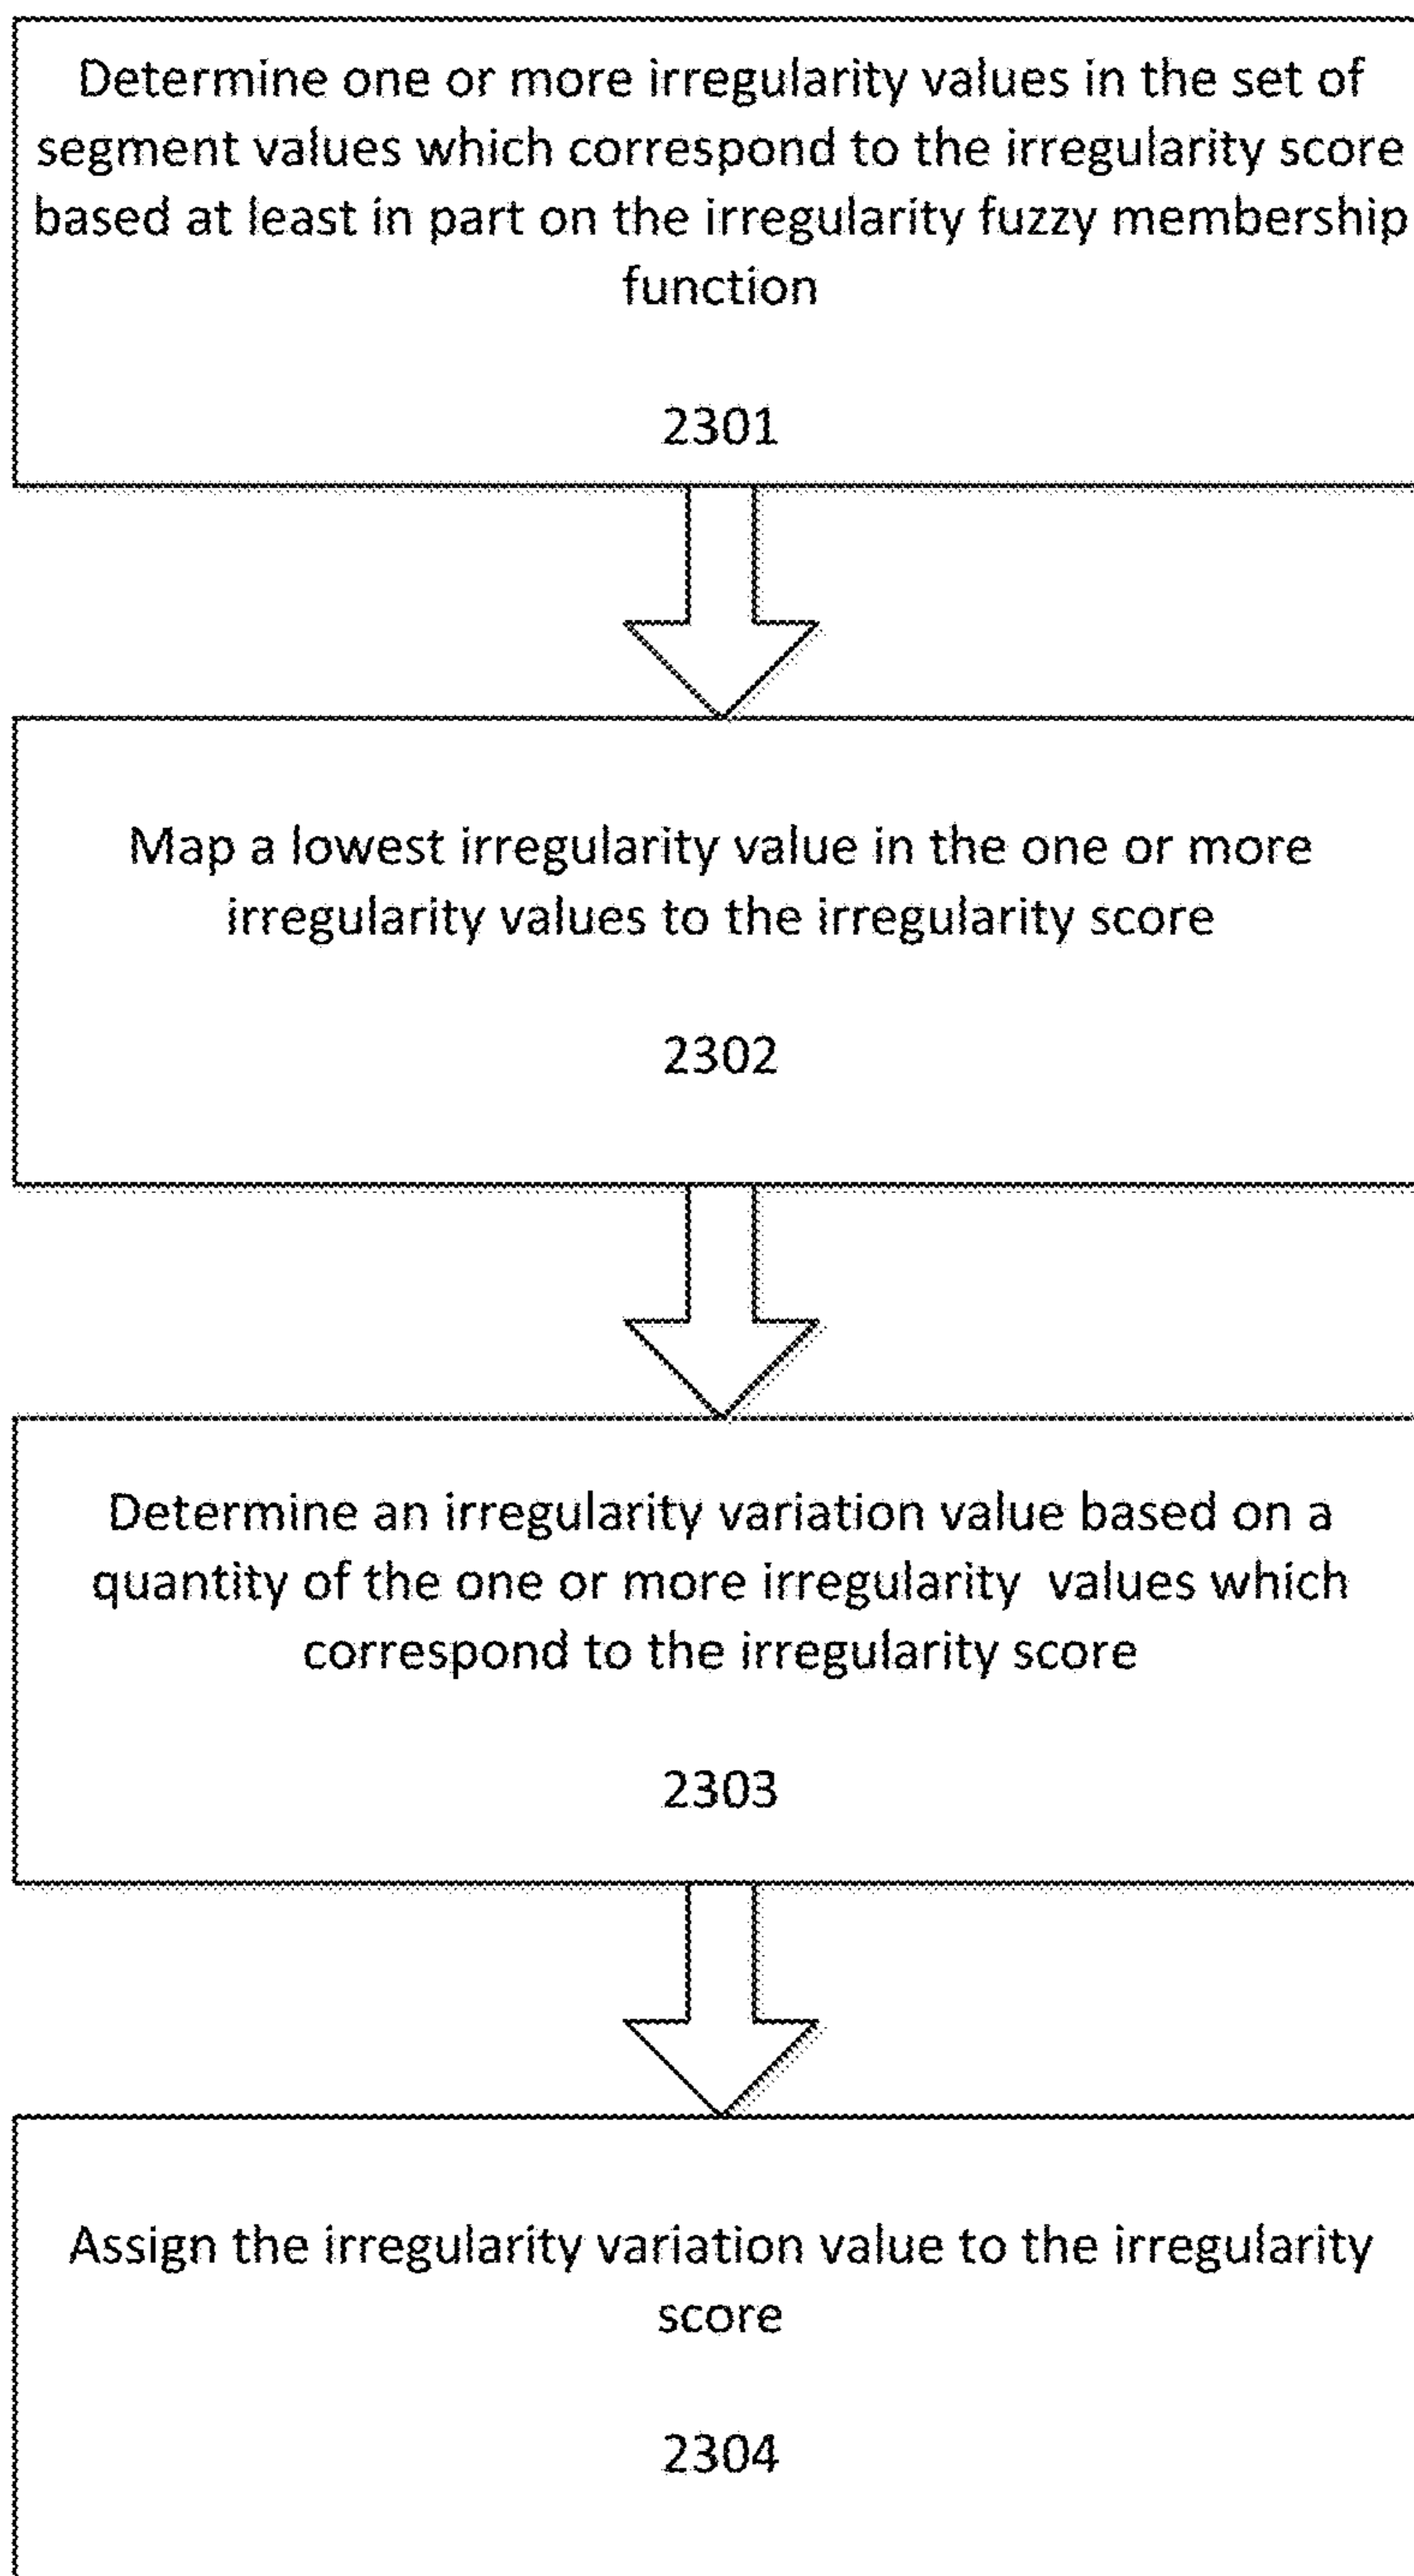 Determine one or more irregularity values in the set of
segment values which correspond to the irregularity score
based at least in part on the irregularity fuzzy membership
function
2301
Map a lowest irregularity value in the one or more
irregularity values to the irregularity score
2302
Determine an irregularity variation value based on a
quantity of the one or more irregularity values which
correspond to the irregularity score
2303
Assign the irregularity variation value to the irregularity
score
2304